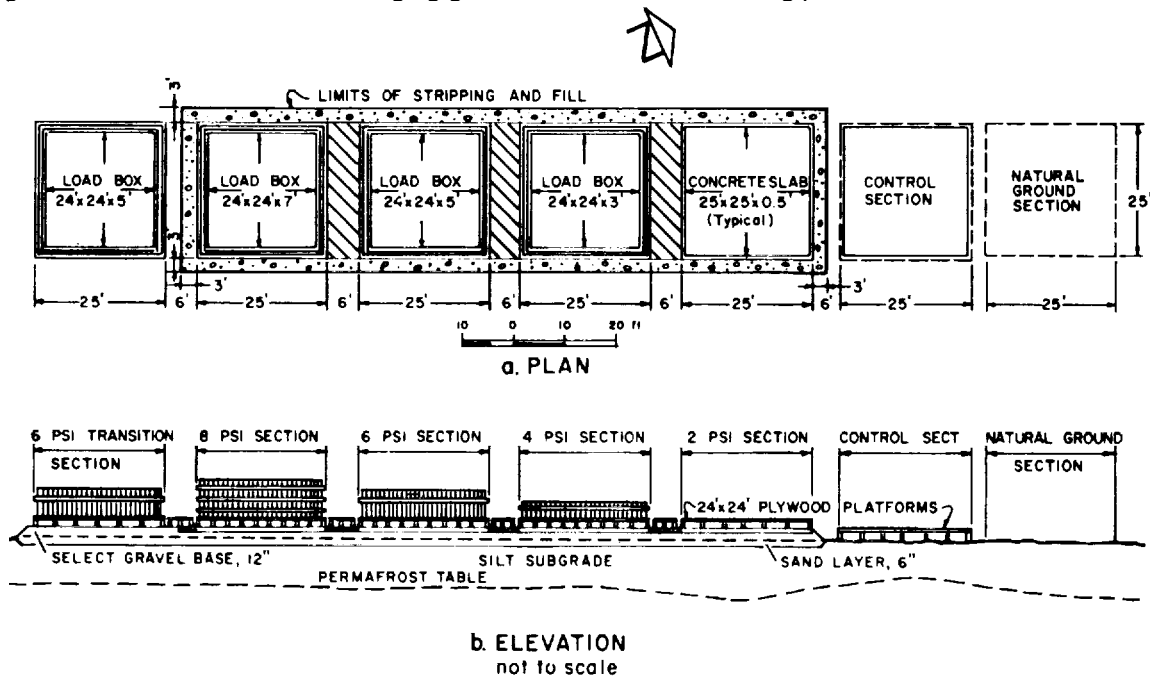 LIMITS OF STRIPPING AND FILL
3'
LOAD BOX
24'x24'x5'
LOAD BOX
24'x24'x7'
LOAD BOX
24'x24'x5'
LOAD BOX
24'x24'x3'
CONCRETE SLAB
25'x25'x0.5'
(Typical)
CONTROL
SECTION
NATURAL
GROUND
SECTION
25'
3'
3'
3'
25'
6'
25'
6'
25'
6'
25'
6'
25'
6'
25'
25'
10 0 10 20 ft
a. PLAN
6 PSI TRANSITION
SECTION
8 PSI SECTION
6 PSI SECTION
4 PSI SECTION
2 PSI SECTION
CONTROL SECT
NATURAL GROUND
SECTION
24'x24' PLYWOOD PLATFORMS
SELECT GRAVEL BASE, 12"
SILT SUBGRADE
SAND LAYER, 6"
PERMAFROST TABLE
b. ELEVATION
not to scale